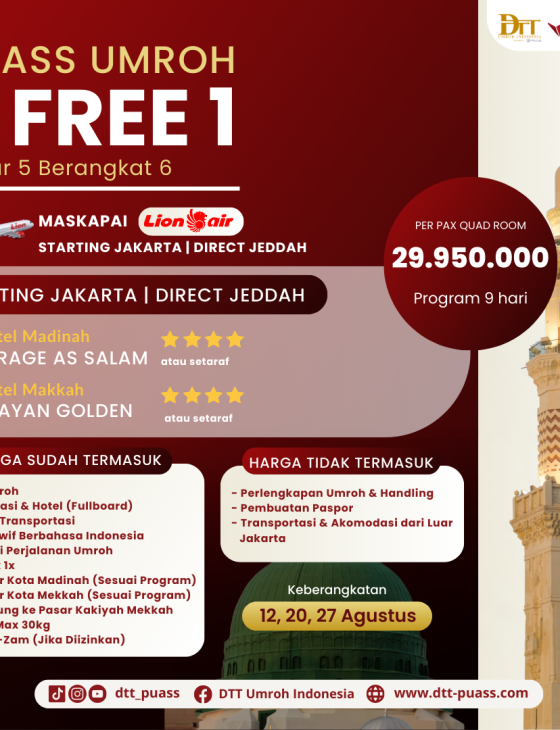 DTT
ASS UMROH
FREE 1
r 5 Berangkat 6
Lion
MASKAPAI Lion air
STARTING JAKARTA | DIRECT JEDDAH
PER PAX QUAD ROOM
29.950.000
Program 9 hari
TING JAKARTA | DIRECT JEDDAH
tel Madinah
RAGE AS SALAM
atau setaraf
tel Makkah
AYAN GOLDEN
atau setaraf
GA SUDAH TERMASUK
roh
asi & Hotel (Fullboard)
Transportasi
wif Berbahasa Indonesia
i Perjalanan Umroh
1x
r Kota Madinah (Sesuai Program)
r Kota Mekkah (Sesuai Program)
ung ke Pasar Kakiyah Mekkah
Max 30kg
-Zam (Jika Diizinkan)
HARGA TIDAK TERMASUK
- Perlengkapan Umroh & Handling
- Pembuatan Paspor
- Transportasi & Akomodasi dari Luar
Jakarta
Keberangkatan
12, 20, 27 Agustus
dtt_puass
DTT Umroh Indonesia
www.dtt-puass.com